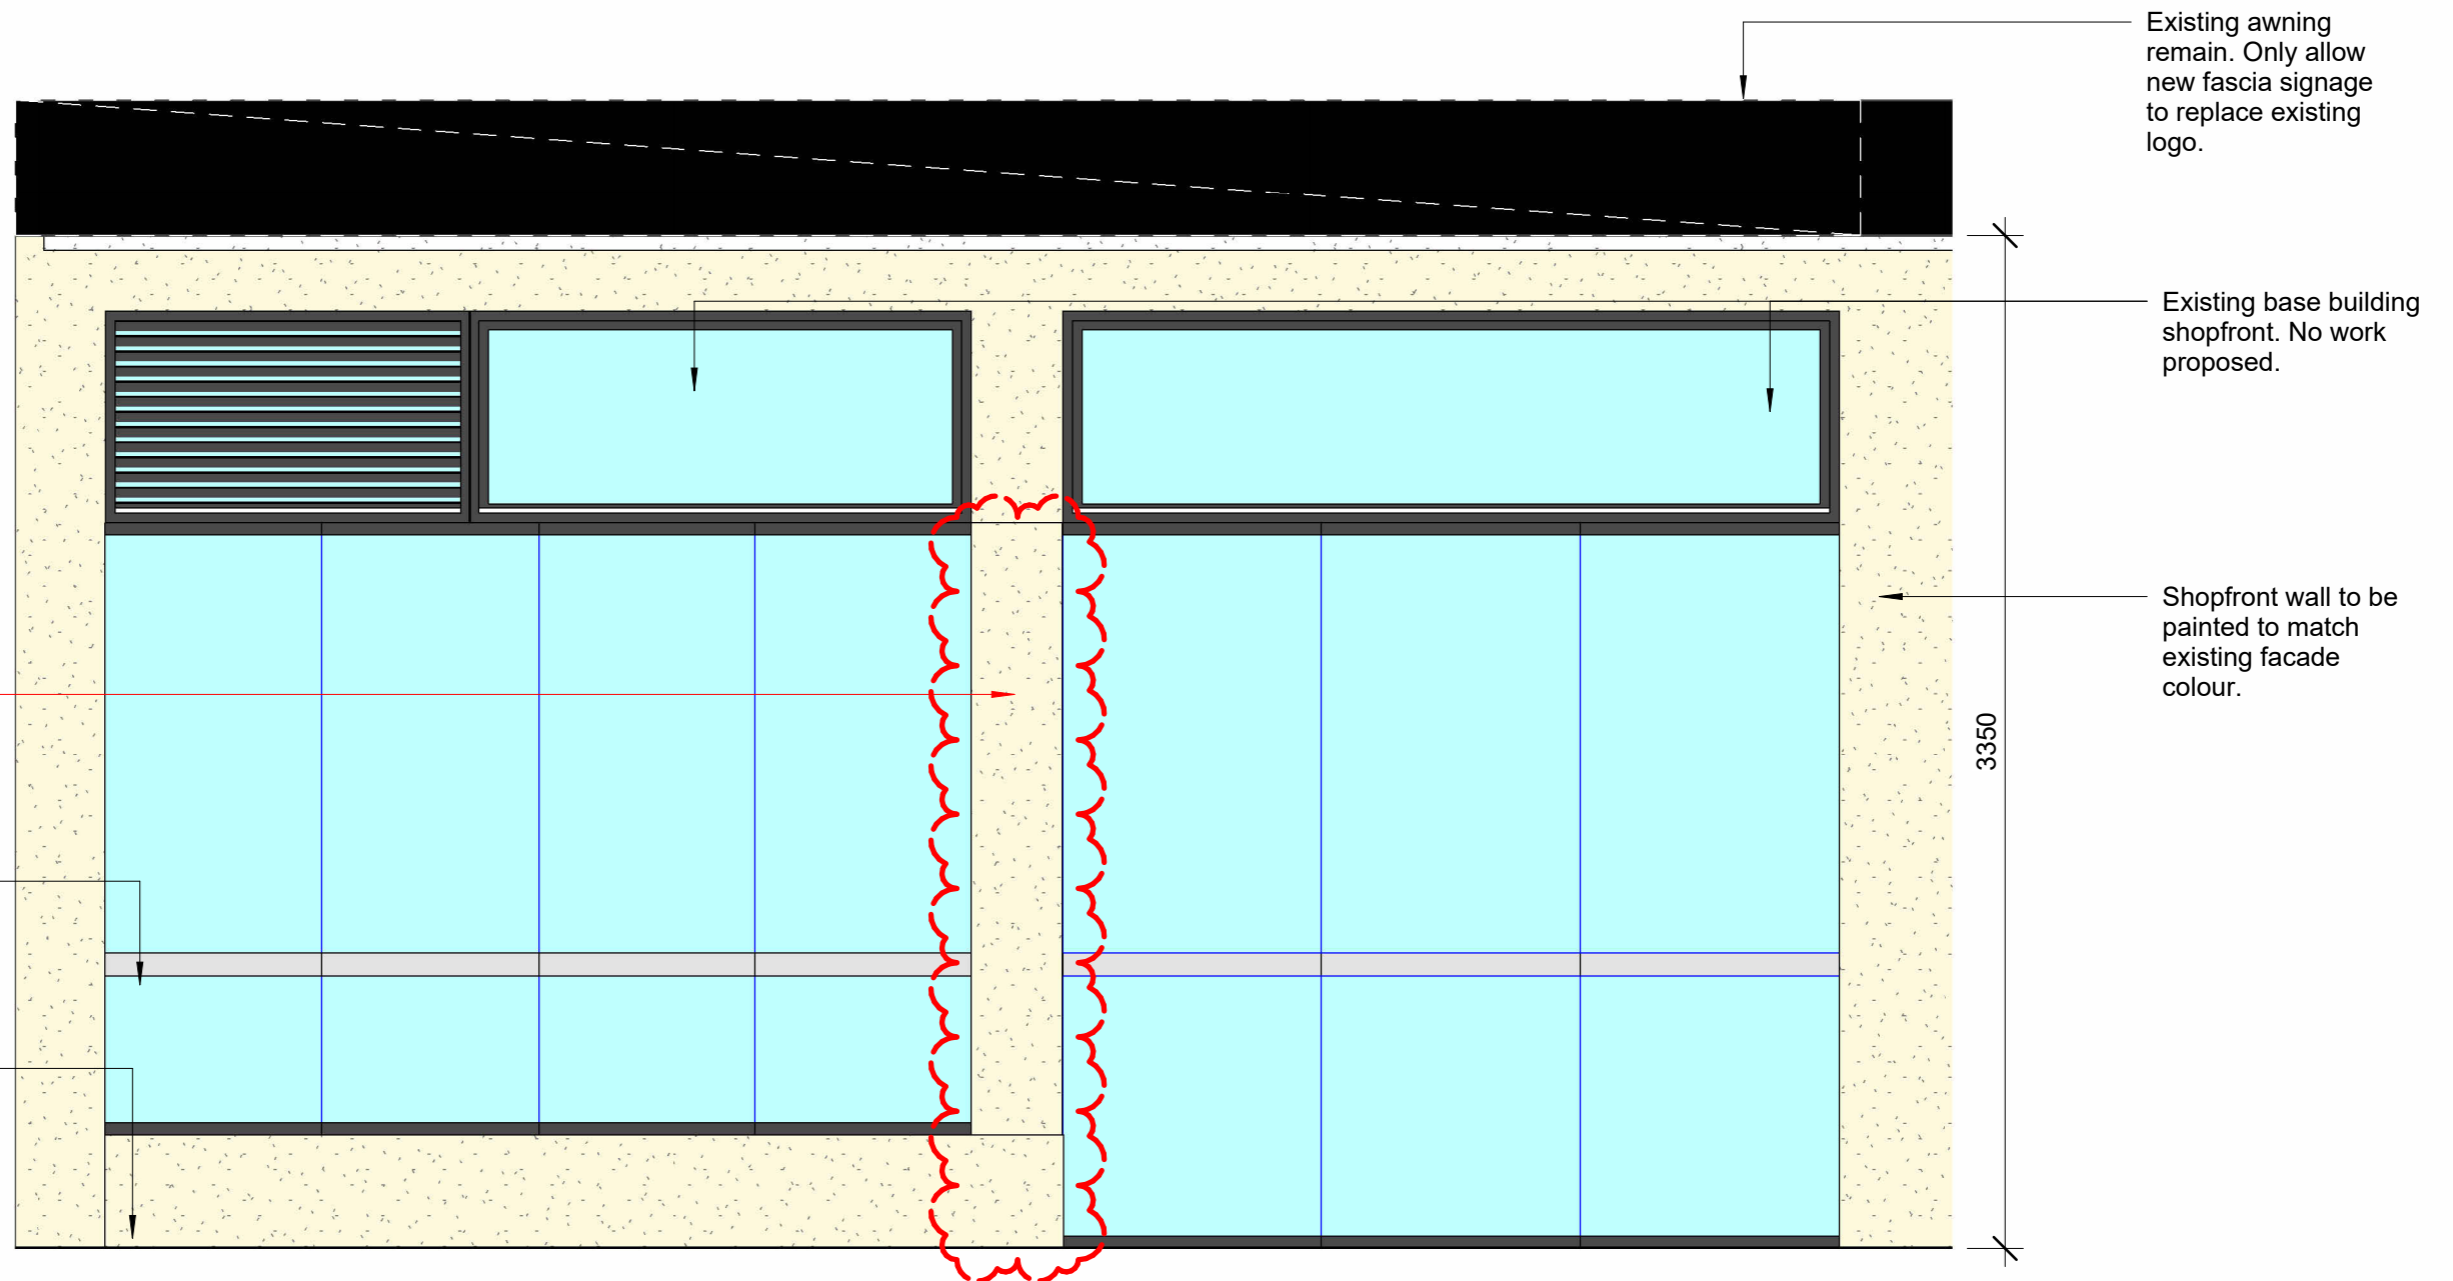 Existing awning
remain. Only allow
new fascia signage
to replace existing
logo.
Existing base building
shopfront. No work
proposed.
Shopfront wall to be
painted to match
existing facade
colour.
3350